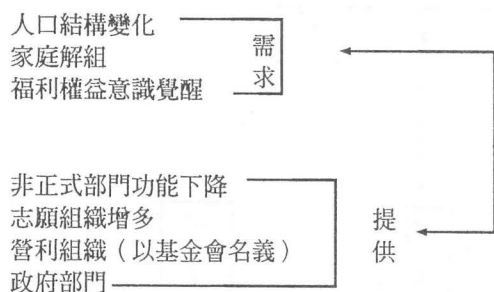 人口結構變化
家庭解組
福利權益意識覺醒
需求
非正式部門功能下降
志願組織增多
營利組織（以基金會名義）
政府部門
提供